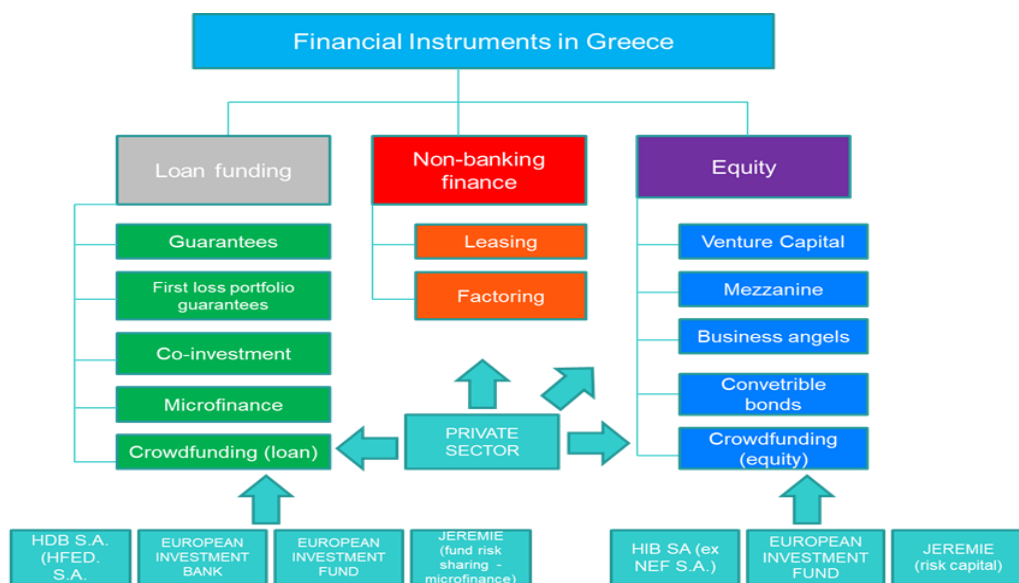 Financial Instruments in Greece
Loan funding
Non-banking
finance
Equity
Guarantees
First loss portfolio
guarantees
Co-investment
Microfinance
Crowdfunding (loan)
Leasing
Factoring
Venture Capital
Mezzanine
Business angels
Convetrible
bonds
Crowdfunding
(equity)
PRIVATE
SECTOR
HDB S.A.
(HFED.
S.A.
EUROPEAN
INVESTMENT
BANK
EUROPEAN
INVESTMENT
FUND
JEREMIE
(fund risk
sharing -
microfinance)
HIB SA (ex
NEF S.A.)
EUROPEAN
INVESTMENT
FUND
JEREMIE
(risk capital)